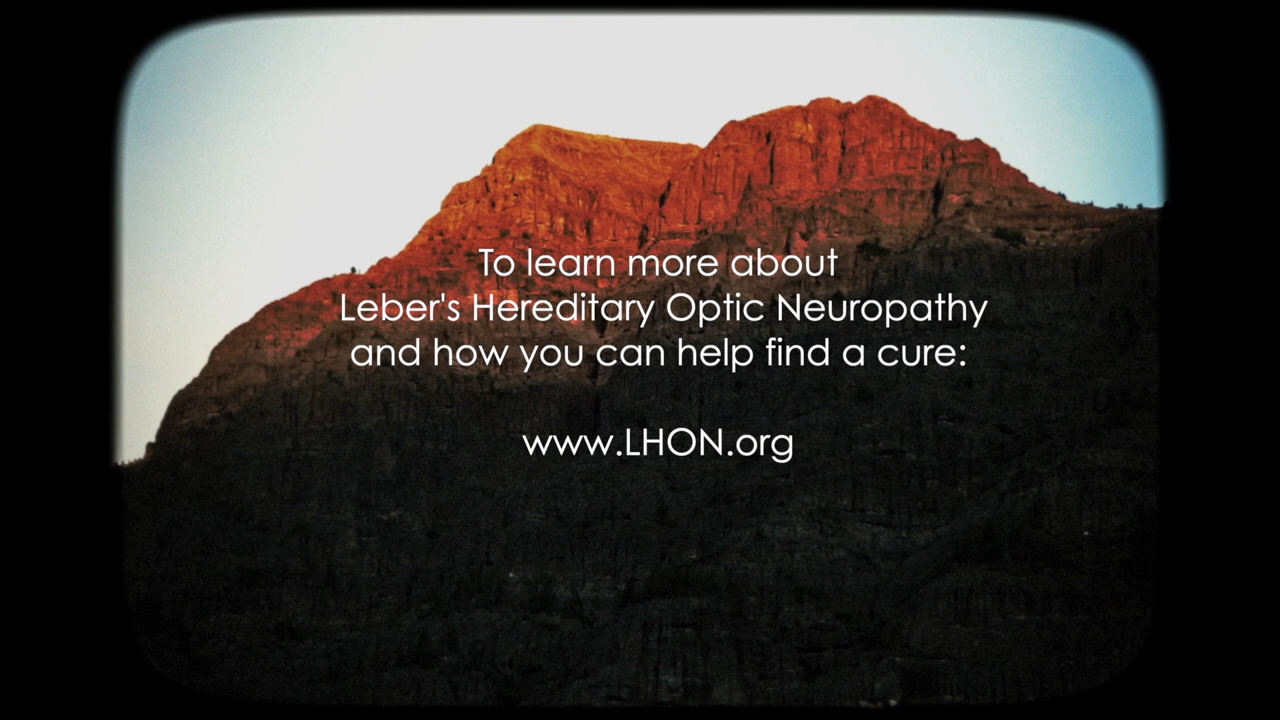 To learn more about
Leber's Hereditary Optic Neuropathy
and how you can help find a cure:
www.LHON.org